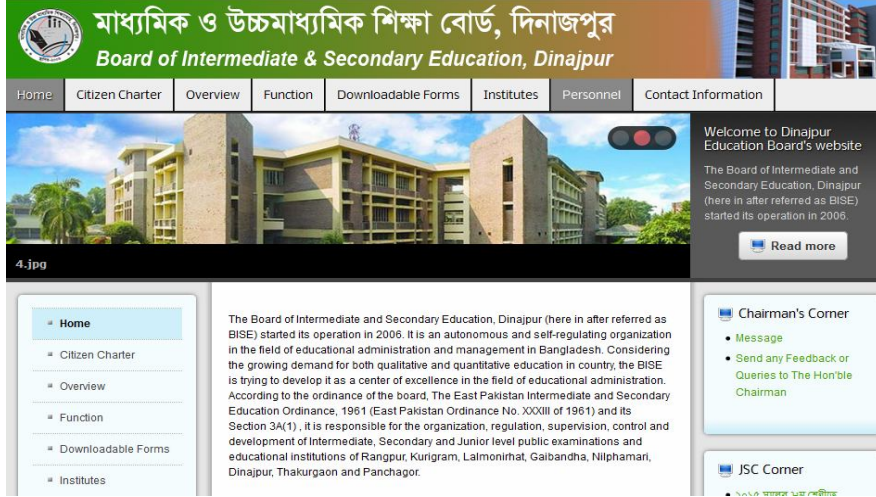 মাধ্যমিক ও উচ্চমাধ্যমিক শিক্ষা বোর্ড, দিনাজপুর
Board of Intermediate & Secondary Education, Dinajpur
Home Citizen Charter Overview Function Downloadable Forms Institutes Personnel Contact Information
Welcome to Dinajpur
Education Board's website
The Board of Intermediate and
Secondary Education, Dinajpur
(here in after referred as BISE)
started its operation in 2006.
Read more
4.jpg
Home
Citizen Charter
Overview
Function
Downloadable Forms
Institutes
The Board of Intermediate and Secondary Education, Dinajpur (here in after referred as
BISE) started its operation in 2006. It is an autonomous and self-regulating organization
in the field of educational administration and management in Bangladesh. Considering
the growing demand for both qualitative and quantitative education in country, the BISE
is trying to develop it as a center of excellence in the field of educational administration.
According to the ordinance of the board, The East Pakistan Intermediate and Secondary
Education Ordinance, 1961 (East Pakistan Ordinance No. XXXIII of 1961) and its
Section 3A(1) , it is responsible for the organization, regulation, supervision, control and
development of Intermediate, Secondary and Junior level public examinations and
educational institutions of Rangpur, Kurigram, Lalmonirhat, Gaibandha, Nilphamari,
Dinajpur, Thakurgaon and Panchagor.
Chairman's Corner
Message
Send any Feedback or
Queries to The Hon'ble
Chairman
JSC Corner